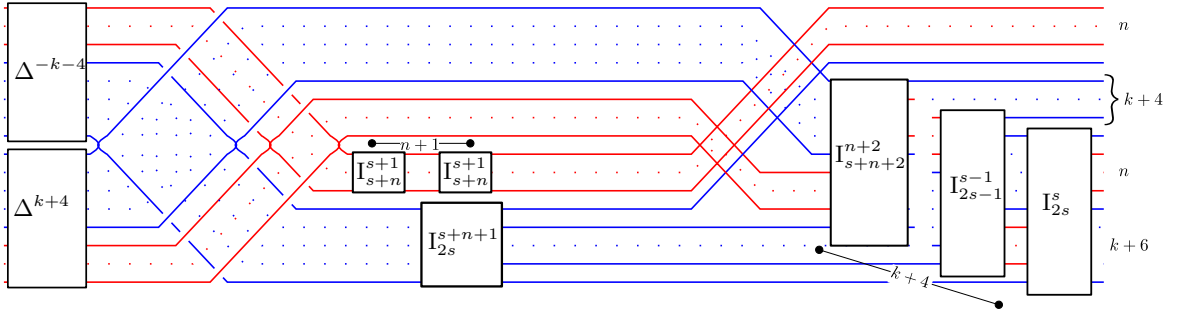 Δ^{-k-4}
Δ^{k+4}
n+1
I^{s+1}_{s+n}
I^{s+1}_{s+n}
I^{s+n+1}_{2s}
I^{n+2}_{s+n+2}
I^{s-1}_{2s-1}
I^{s}_{2s}
k+4
n
k+4
n
k+6